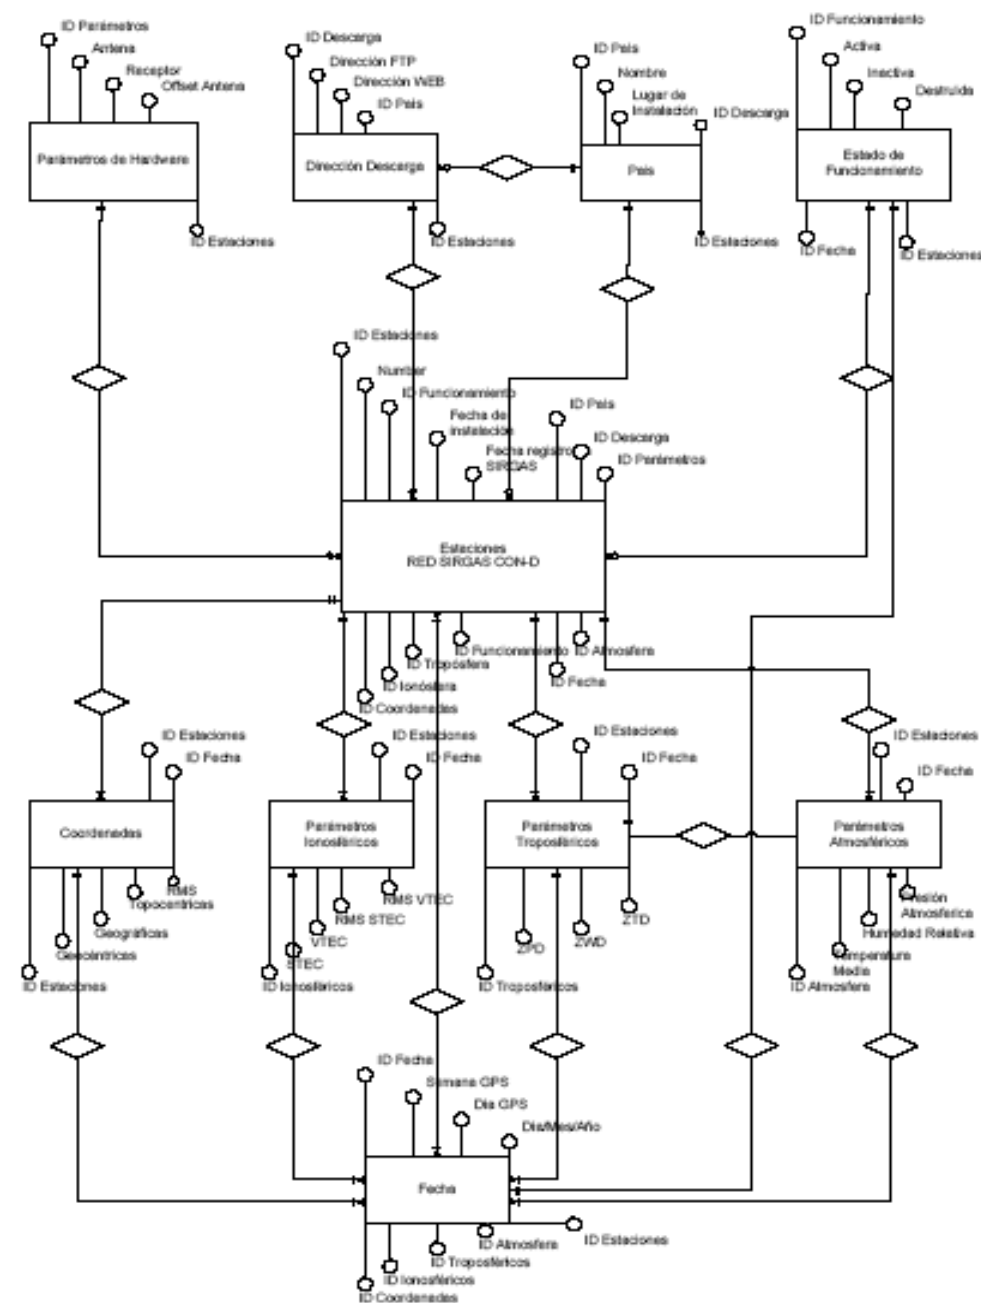 ID Parámetros
Antena
Receptor
Offset Antena
Parámetros de Hardware
ID Estaciones
ID Descarga
Dirección FTP
Dirección WEB
ID País
Dirección Descarga
ID Estaciones
ID País
Nombre
Lugar de
Instalación
ID Descarga
País
ID Estaciones
ID Funcionamiento
Activa
Inactiva
Destruida
Estado de
Funcionamiento
ID Fecha
ID Estaciones
ID Estaciones
Number
ID Funcionamiento
Fecha de
instalación
Fecha registro
SIRGAS
ID País
ID Descarga
ID Parámetros
Estaciones
RED SIRGAS CON-D
ID Funcionamiento
ID Atmosfera
ID Tropósfera
ID Fecha
ID Ionósfera
ID Coordenadas
ID Estaciones
ID Fecha
Coordenadas
RMS
Topocentricas
Geográficas
Geocéntricas
ID Estaciones
ID Estaciones
ID Fecha
Parámetros
Ionosféricos
RMS VTEC
RMS STEC
VTEC
STEC
ID Ionosféricos
ID Estaciones
ID Fecha
Parámetros
Troposféricos
ZTD
ZWD
ZPD
ID Troposféricos
ID Estaciones
ID Fecha
Parámetros
Atmosféricos
Presión
Atmosferica
Humedad Relativa
Temperatura
Media
ID Atmosfera
ID Fecha
Semana GPS
Dia GPS
Dia/Mes/Año
Fecha
ID Estaciones
ID Atmosfera
ID Troposféricos
ID Ionosféricos
ID Coordenadas